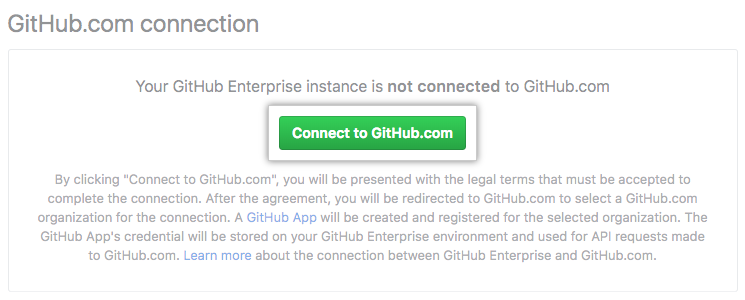 GitHub.com connection
Your GitHub Enterprise instance is not connected to GitHub.com
Connect to GitHub.com
By clicking "Connect to GitHub.com", you will be presented with the legal terms that must be accepted to
complete the connection. After the agreement, you will be redirected to GitHub.com to select a GitHub.com
organization for the connection. A GitHub App will be created and registered for the selected organization. The
GitHub App's credential will be stored on your GitHub Enterprise environment and used for API requests made
to GitHub.com. Learn more about the connection between GitHub Enterprise and GitHub.com.